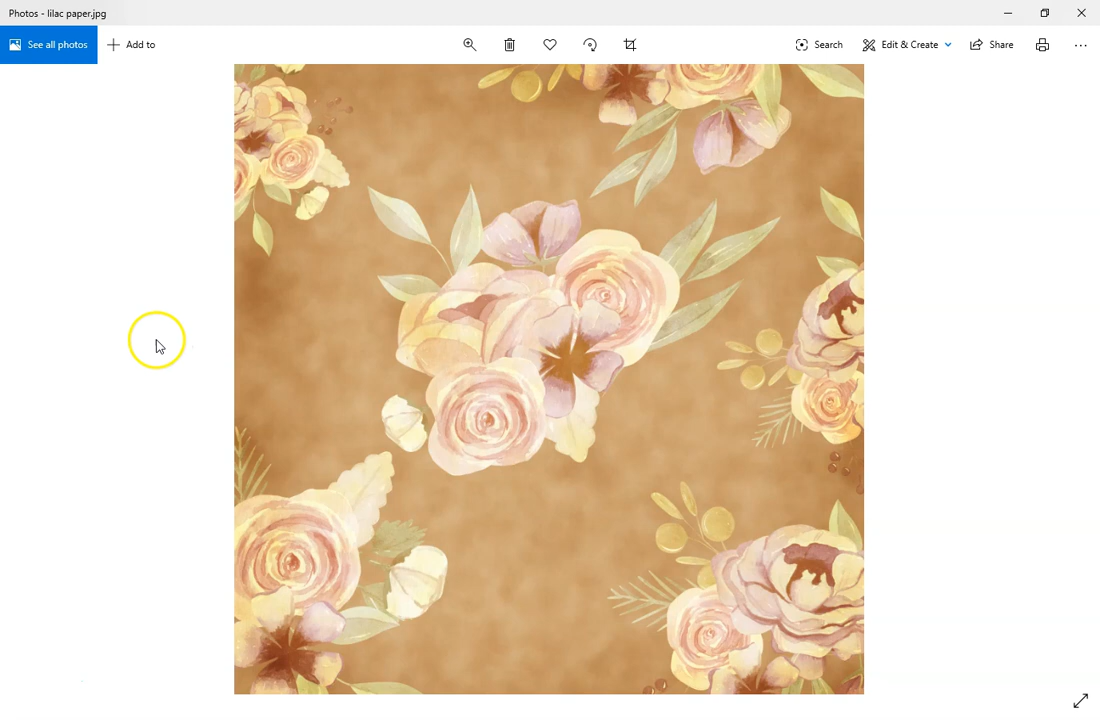 Photos - lilac paper.jpg
See all photos
Add to
Search
Edit & Create
Share